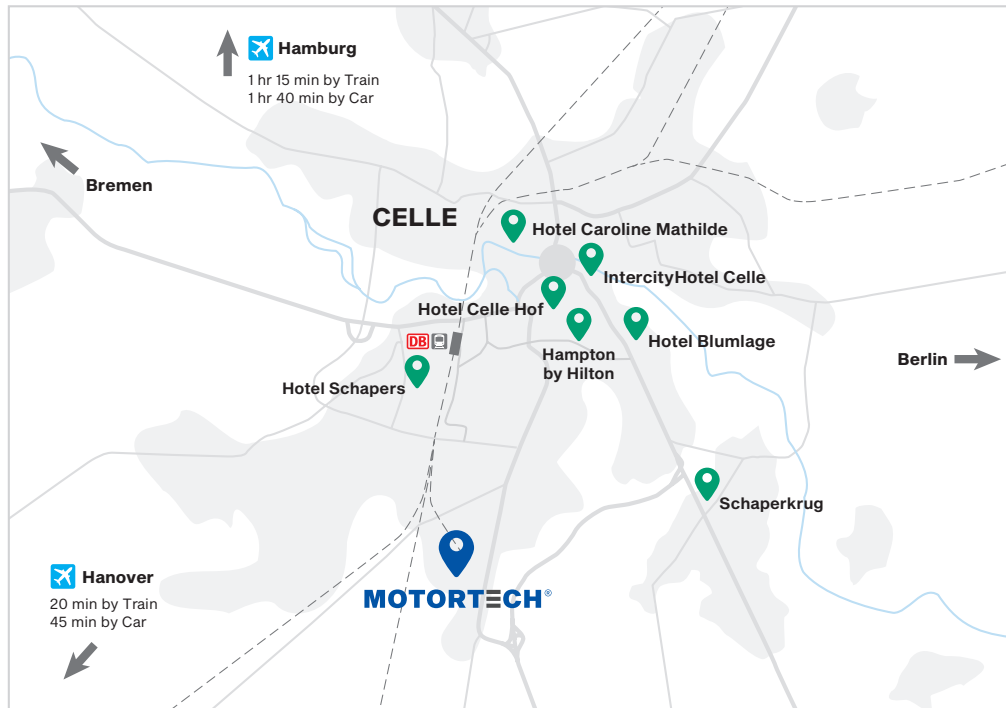 Hamburg
1 hr 15 min by Train
1 hr 40 min by Car
Bremen
CELLE
Hotel Caroline Mathilde
IntercityHotel Celle
Hotel Celle Hof
DB
Hotel Blumlage
Hampton
by Hilton
Berlin
Hotel Schapers
Schaperkrug
Hanover
20 min by Train
45 min by Car
MOTORTECH®